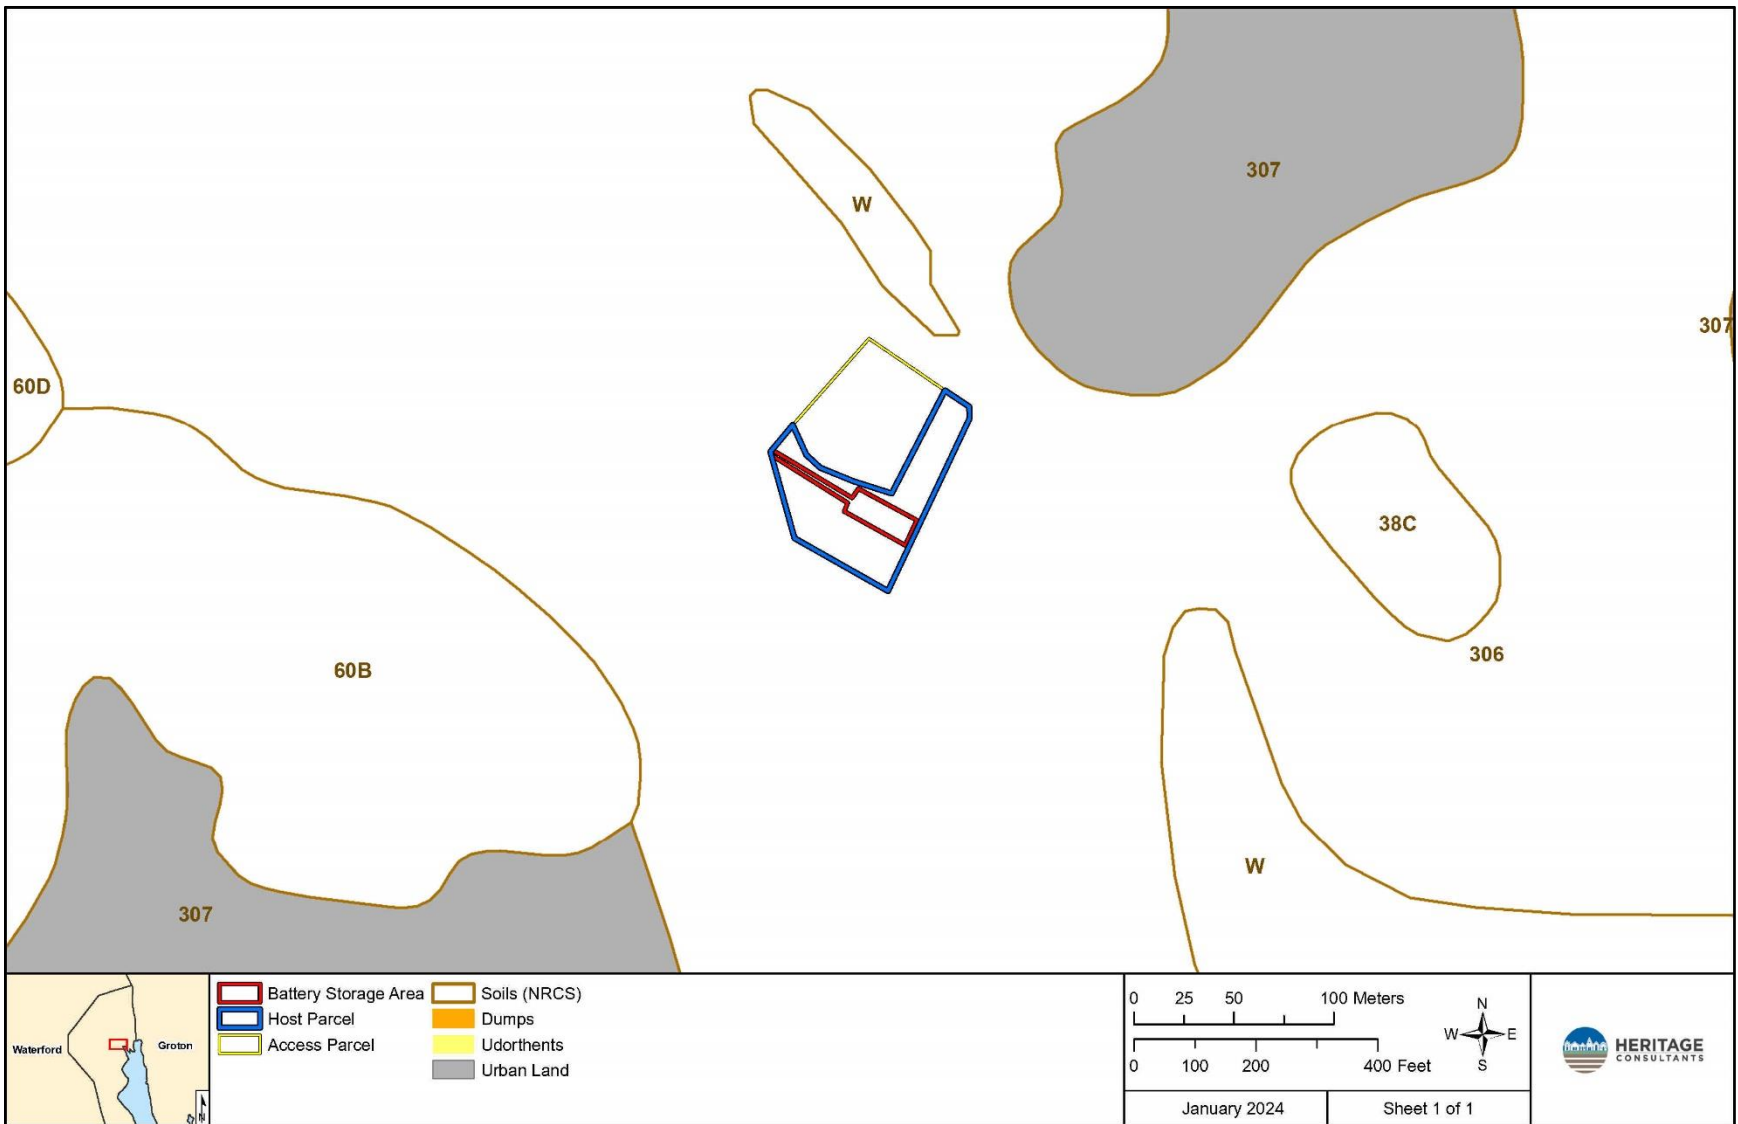 307
W
307
60D
38C
306
60B
W
307
Waterford
Groton
N
Battery Storage Area
Host Parcel
Access Parcel
Soils (NRCS)
Dumps
Udorthents
Urban Land
0 25 50 100 Meters
0 100 200 400 Feet
N
W E
S
January 2024
Sheet 1 of 1
HERITAGE
CONSULTANTS